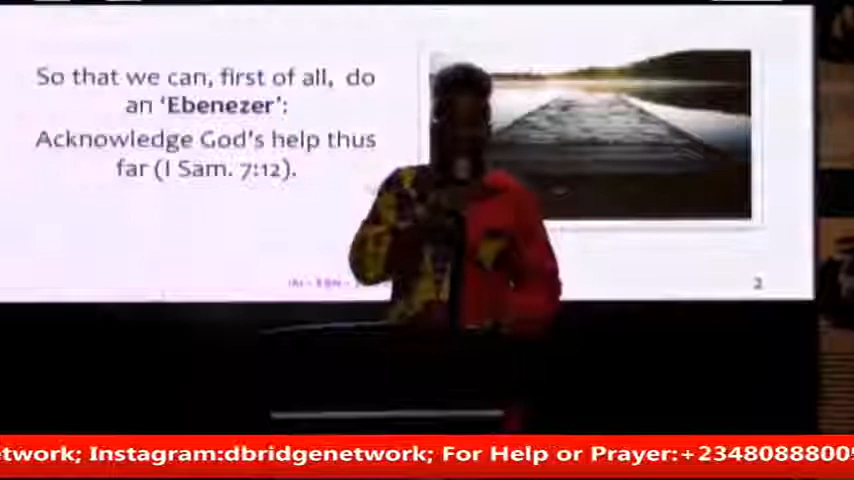 So that we can, first of all, do
an ‘Ebenezer’:
Acknowledge God's help thus
far (I Sam. 7:12).
2
twork; Instagram:dbridgenetwork; For Help or Prayer:+2348088800